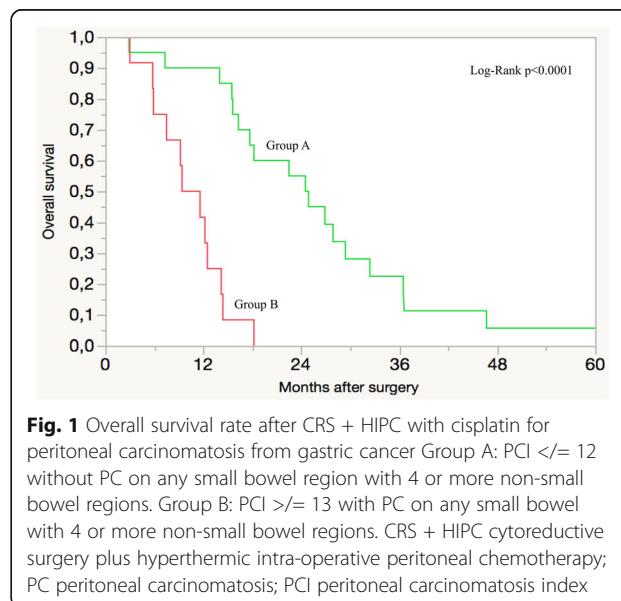 1,0
0,9
0,8
0,7
0,6
0,5
0,4
0,3
0,2
0,1
0,0
Overall survival
Log-Rank p<0.0001
Group A
Group B
0 12 24 36 48 60
Months after surgery
Fig. 1 Overall survival rate after CRS + HIPC with cisplatin for
peritoneal carcinomatosis from gastric cancer Group A: PCI </= 12
without PC on any small bowel region with 4 or more non-small
bowel regions. Group B: PCI >/= 13 with PC on any small bowel
with 4 or more non-small bowel regions. CRS + HIPC cytoreductive
surgery plus hyperthermic intra-operative peritoneal chemotherapy;
PC peritoneal carcinomatosis; PCI peritoneal carcinomatosis index